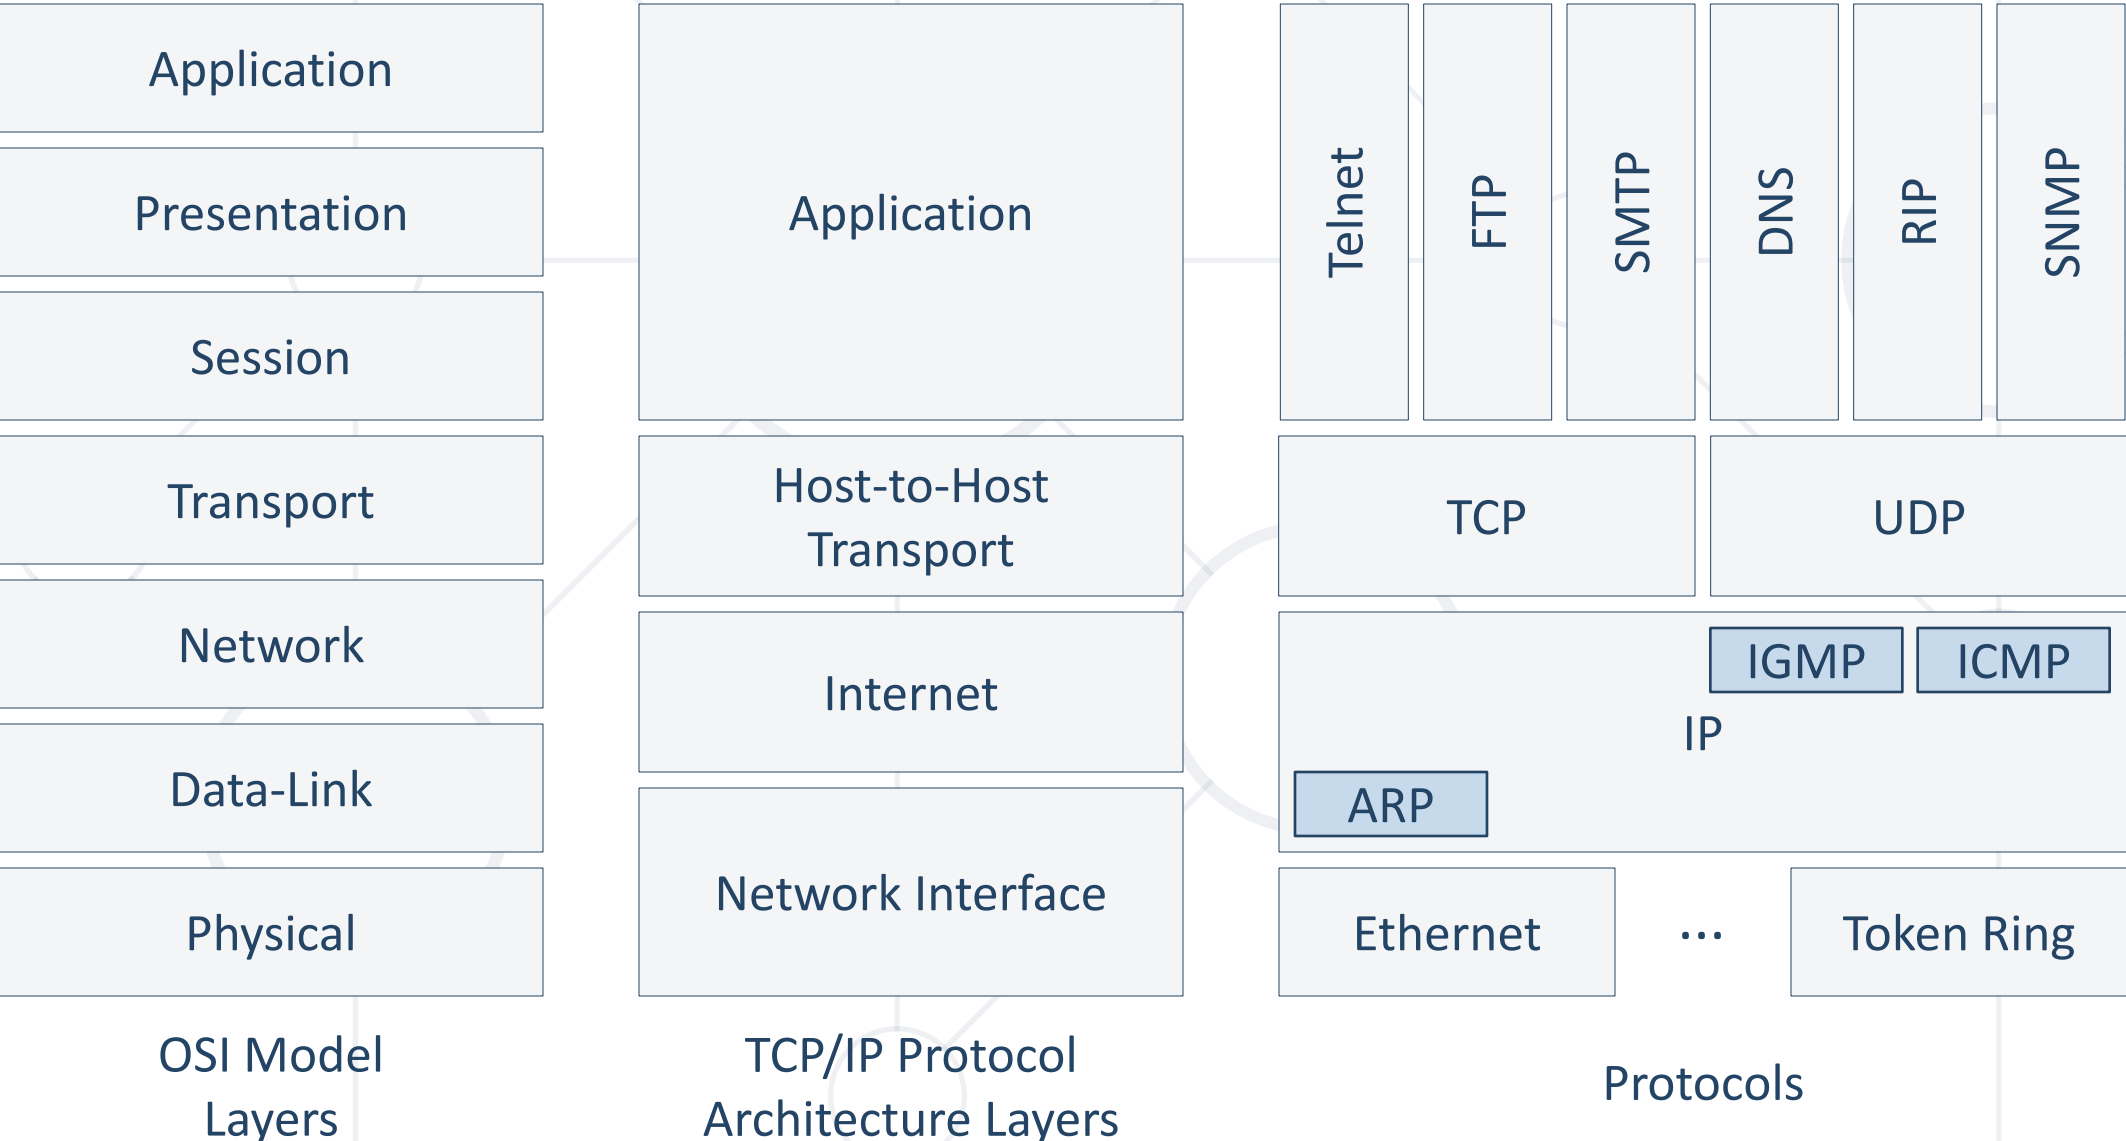 Application
Presentation
Session
Transport
Network
Data-Link
Physical
OSI Model
Layers
Application
Host-to-Host
Transport
Internet
Network Interface
TCP/IP Protocol
Architecture Layers
Telnet
FTP
SMTP
DNS
RIP
SNMP
TCP
UDP
IGMP
ICMP
IP
ARP
Ethernet
...
Token Ring
Protocols